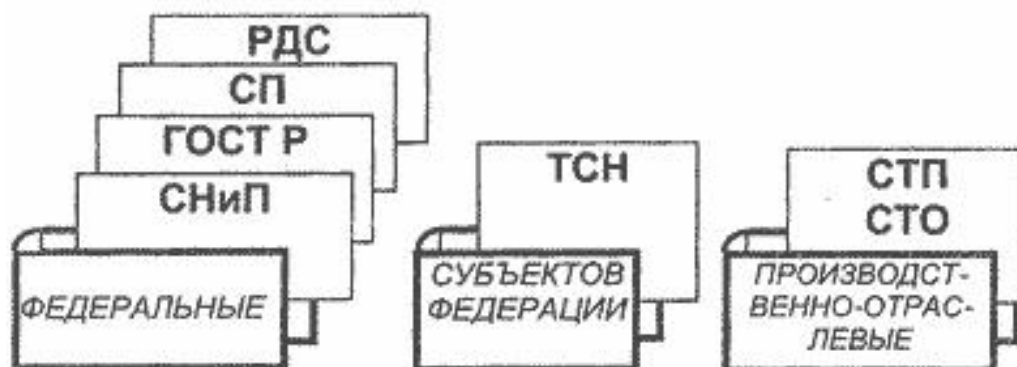 РДС
СП
ГОСТ Р
СНиП
ФЕДЕРАЛЬНЫЕ
ТСН
СУБЪЕКТОВ
ФЕДЕРАЦИИ
СТП
СТО
ПРОИЗВОДСТ-
ВЕННО-ОТРАС-
ЛЕВЫЕ